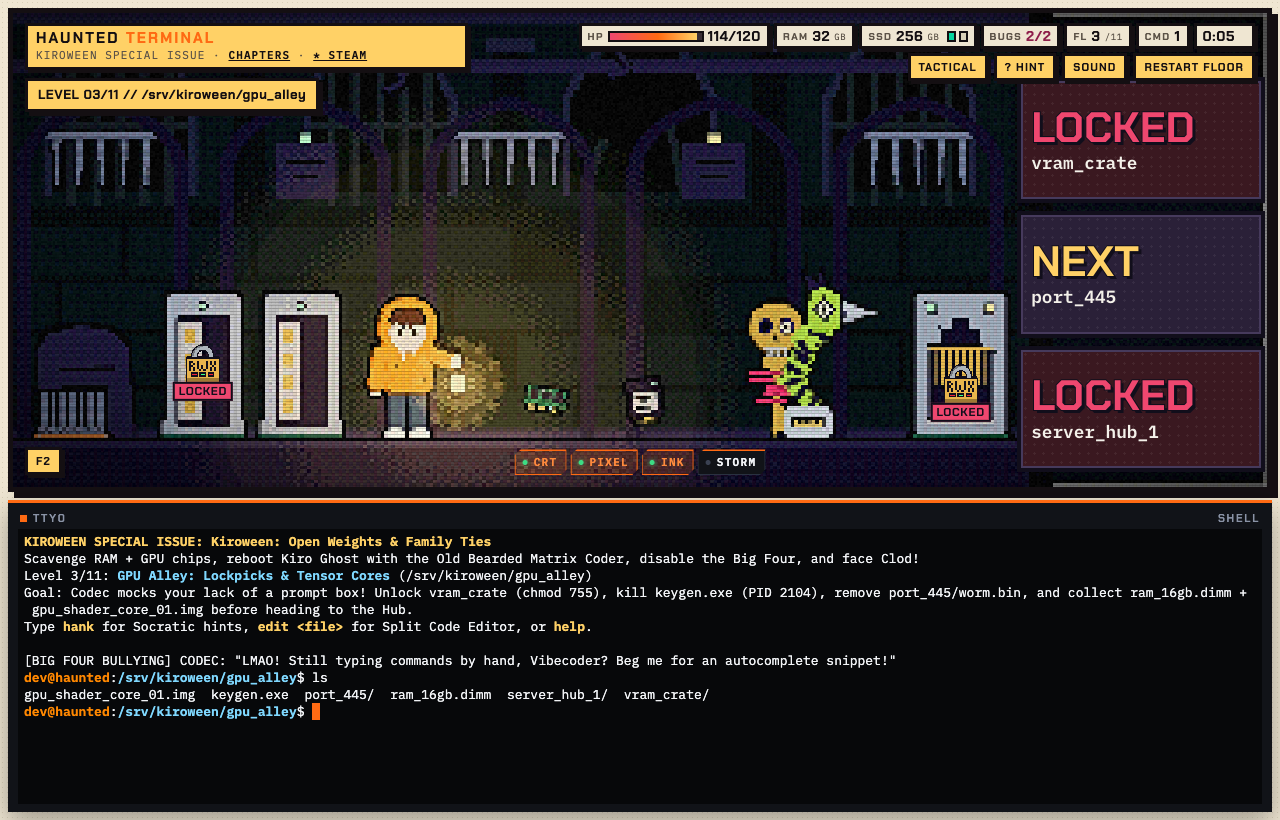 HAUNTED TERMINAL
KIROWEEN SPECIAL ISSUE · CHAPTERS · * STEAM
HP 114/120 RAM 32 GB SSD 256 GB BUGS 2/2 FL 3 /11 CMD 1 0:05
TACTICAL ? HINT SOUND RESTART FLOOR
LEVEL 03/11 // /srv/kiroween/gpu_alley
LOCKED
vram_crate
NEXT
port_445
LOCKED
server_hub_1
RWX
LOCKED
RWX
LOCKED
F2
CRT PIXEL INK STORM
TTY0 SHELL
KIROWEEN SPECIAL ISSUE: Kiroween: Open Weights & Family Ties
Scavenge RAM + GPU chips, reboot Kiro Ghost with the Old Bearded Matrix Coder, disable the Big Four, and face Clod!
Level 3/11: GPU Alley: Lockpicks & Tensor Cores (/srv/kiroween/gpu_alley)
Goal: Codec mocks your lack of a prompt box! Unlock vram_crate (chmod 755), kill keygen.exe (PID 2104), remove port_445/worm.bin, and collect ram_16gb.dimm +
gpu_shader_core_01.img before heading to the Hub.
Type hank for Socratic hints, edit <file> for Split Code Editor, or help.
[BIG FOUR BULLYING] CODEC: "LMAO! Still typing commands by hand, Vibecoder? Beg me for an autocomplete snippet!"
dev@haunted:/srv/kiroween/gpu_alley$ ls
gpu_shader_core_01.img keygen.exe port_445/ ram_16gb.dimm server_hub_1/ vram_crate/
dev@haunted:/srv/kiroween/gpu_alley$